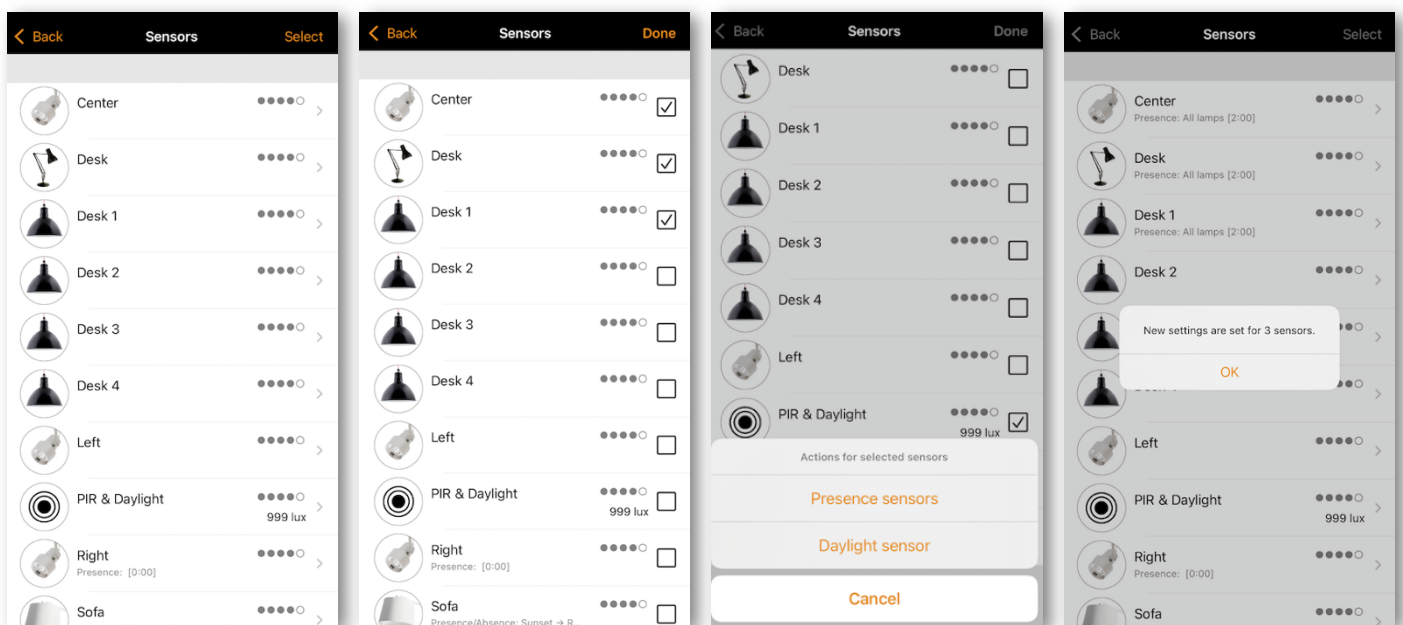 Back Sensors Select
Center
Desk
Desk 1
Desk 2
Desk 3
Desk 4
Left
PIR & Daylight
999 lux
Right
Presence: [0:00]
Sofa
Back Sensors Done
Center
Desk
Desk 1
Desk 2
Desk 3
Desk 4
Left
PIR & Daylight
999 lux
Right
Presence: [0:00]
Sofa
Presence/Absence: Sunset → R...
Back Sensors Done
Desk
Desk 1
Desk 2
Desk 3
Desk 4
Left
PIR & Daylight
999 lux
Actions for selected sensors
Presence sensors
Daylight sensor
Cancel
Back Sensors Select
Center
Presence: All lamps [2:00]
Desk
Presence: All lamps [2:00]
Desk 1
Presence: All lamps [2:00]
Desk 2
New settings are set for 3 sensors.
OK
Left
PIR & Daylight
999 lux
Right
Presence: [0:00]
Sofa